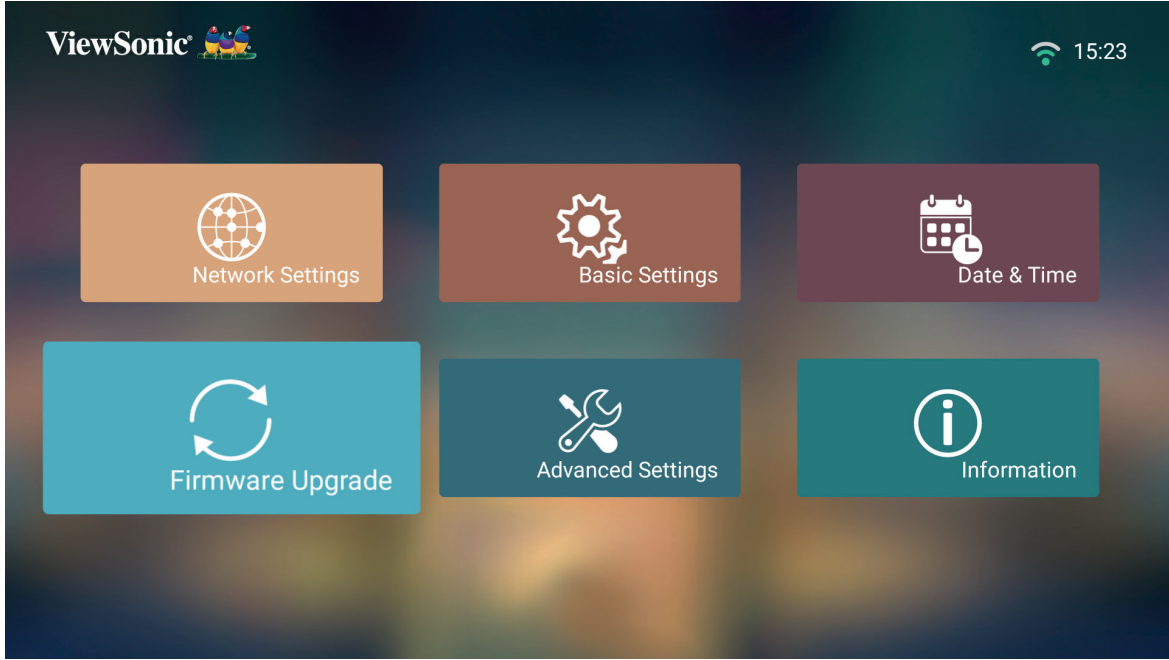 ViewSonic
15:23
Network Settings
Basic Settings
Date & Time
Firmware Upgrade
Advanced Settings
Information